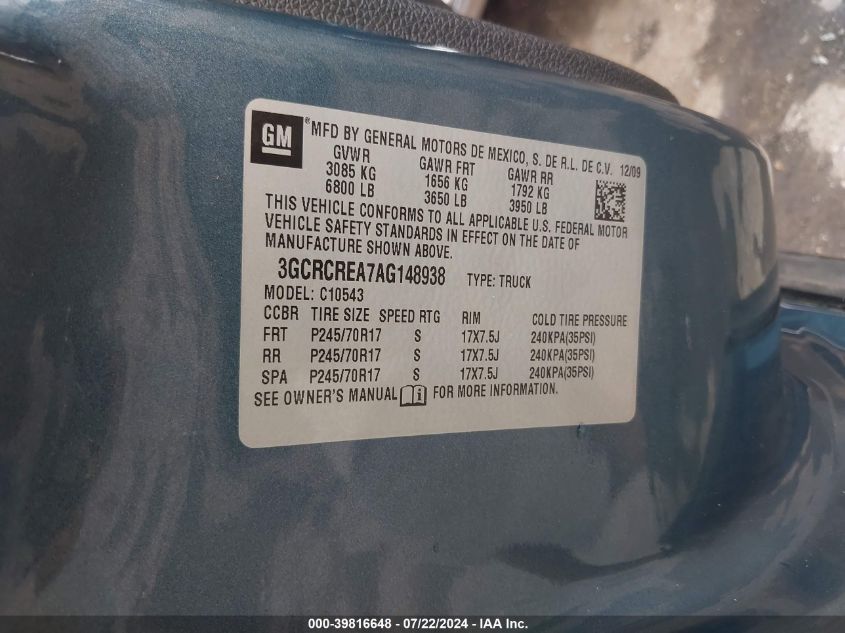 GM
®MFD BY GENERAL MOTORS DE MEXICO, S. DE R.L. DE C.V. 12/09
GVWR GAWR FRT GAWR RR
3085 KG 1656 KG 1792 KG
6800 LB 3650 LB 3950 LB
THIS VEHICLE CONFORMS TO ALL APPLICABLE U.S. FEDERAL MOTOR
VEHICLE SAFETY STANDARDS IN EFFECT ON THE DATE OF
MANUFACTURE SHOWN ABOVE.
3GCRCREA7AG148938 TYPE: TRUCK
MODEL: C10543
CCBR TIRE SIZE SPEED RTG RIM COLD TIRE PRESSURE
FRT P245/70R17 S 17X7.5J 240KPA(35PSI)
RR P245/70R17 S 17X7.5J 240KPA(35PSI)
SPA P245/70R17 S 17X7.5J 240KPA(35PSI)
SEE OWNER'S MANUAL FOR MORE INFORMATION.
000-39816648 - 07/22/2024 - IAA Inc.